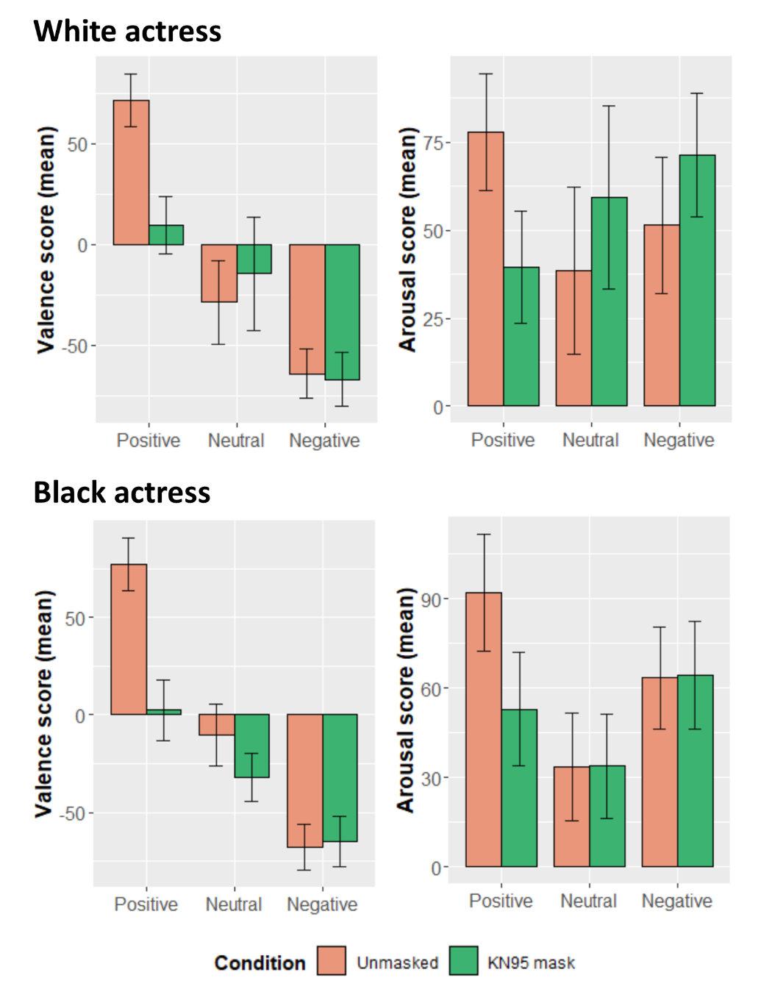 White actress
Valence score (mean)
50
0
-50
Positive Neutral Negative
Arousal score (mean)
75
50
25
0
Positive Neutral Negative
Black actress
Valence score (mean)
50
0
-50
Positive Neutral Negative
Arousal score (mean)
90
60
30
0
Positive Neutral Negative
Condition Unmasked KN95 mask